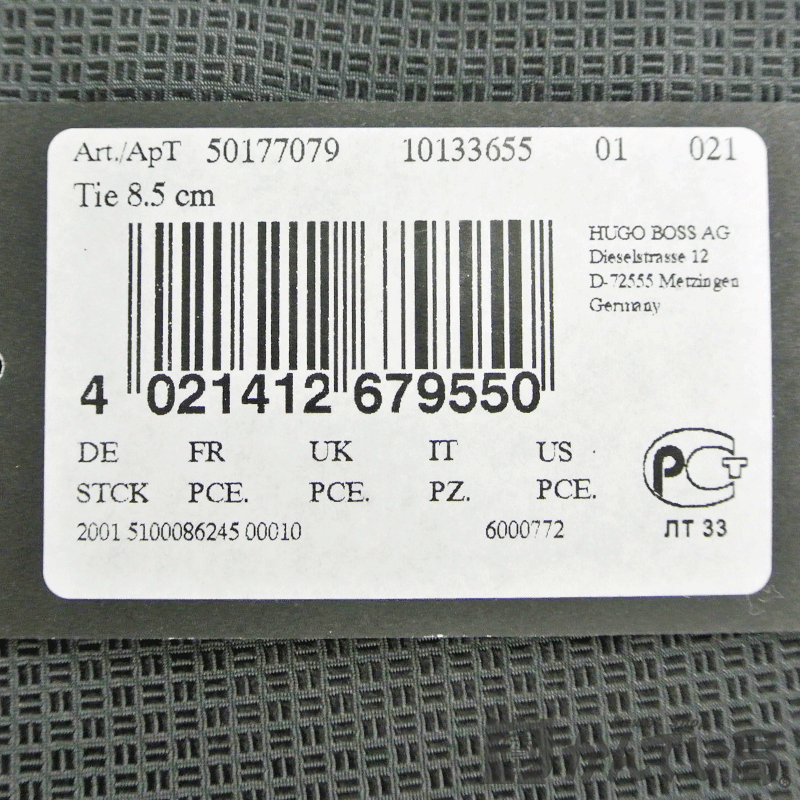 Art./ApT 50177079 10133655 01 021
Tie 8.5 cm
HUGO BOSS AG
Dieselstrasse 12
D-72555 Metzingen
Germany
4 021412 679550
DE FR UK IT US
STCK PCE. PCE. PZ. PCE.
2001 5100086245 00010 6000772
РСТ
ЛТ 33